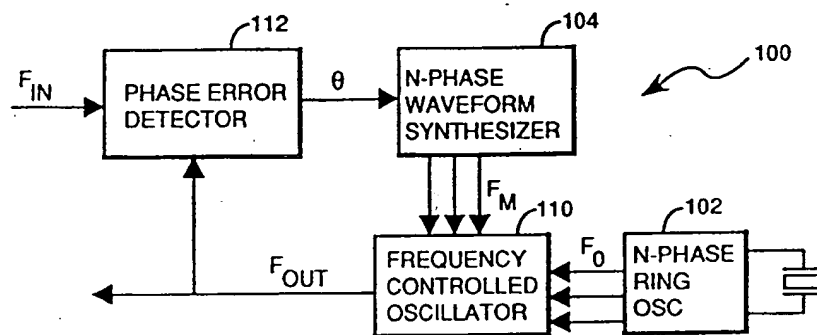 112
104
100
F_IN
PHASE ERROR
DETECTOR
θ
N-PHASE
WAVEFORM
SYNTHESIZER
F_M
110
102
F_OUT
FREQUENCY
CONTROLLED
OSCILLATOR
F_0
N-PHASE
RING
OSC